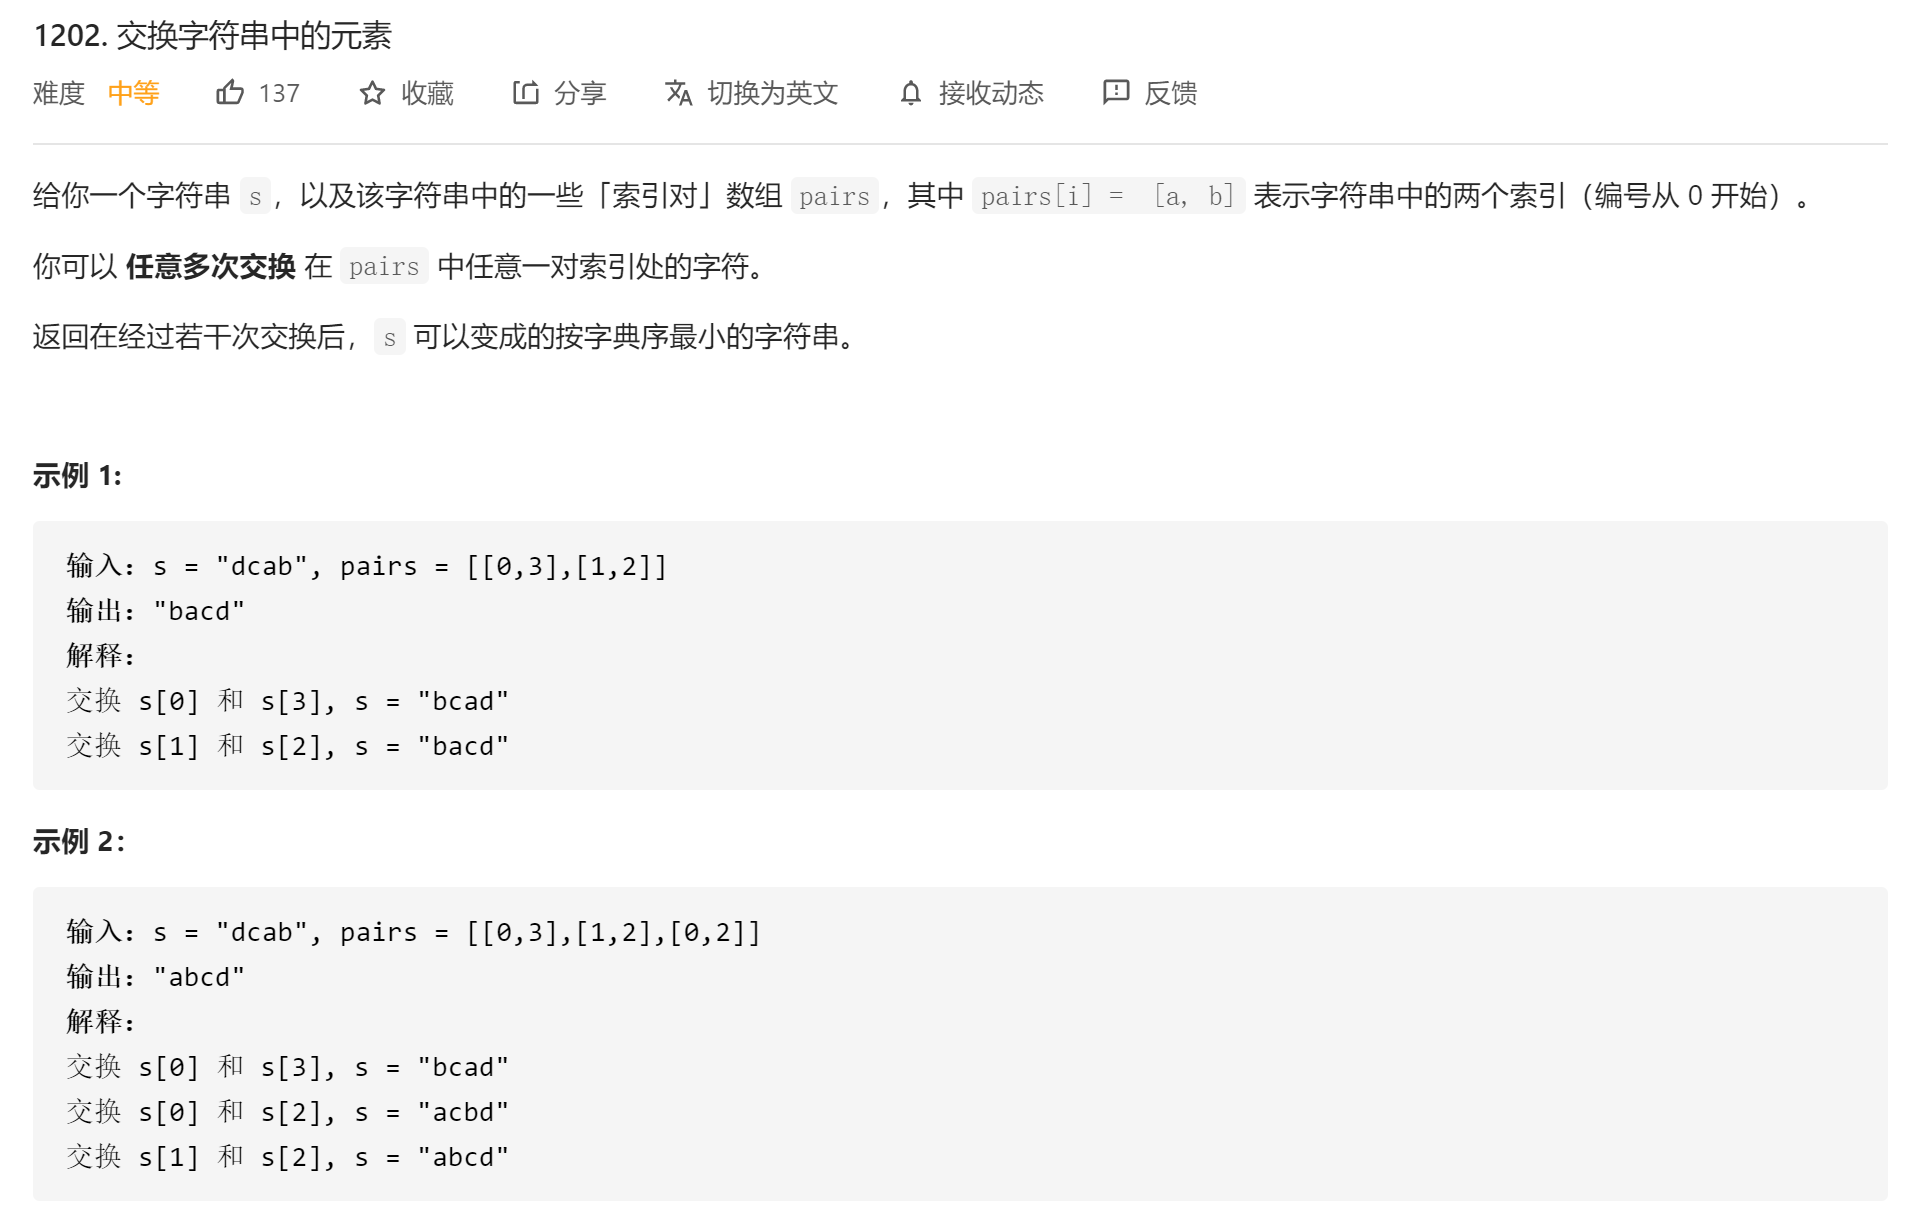 1202. 交换字符串中的元素
难度 中等 137 收藏 分享 切换为英文 接收动态 反馈
给你一个字符串 s，以及该字符串中的一些「索引对」数组 pairs，其中 pairs[i] = [a, b] 表示字符串中的两个索引（编号从 0 开始）。
你可以 任意多次交换 在 pairs 中任意一对索引处的字符。
返回在经过若干次交换后，s 可以变成的按字典序最小的字符串。
示例 1:
输入：s = "dcab", pairs = [[0,3],[1,2]]
输出："bacd"
解释：
交换 s[0] 和 s[3], s = "bcad"
交换 s[1] 和 s[2], s = "bacd"
示例 2：
输入：s = "dcab", pairs = [[0,3],[1,2],[0,2]]
输出："abcd"
解释：
交换 s[0] 和 s[3], s = "bcad"
交换 s[0] 和 s[2], s = "acbd"
交换 s[1] 和 s[2], s = "abcd"